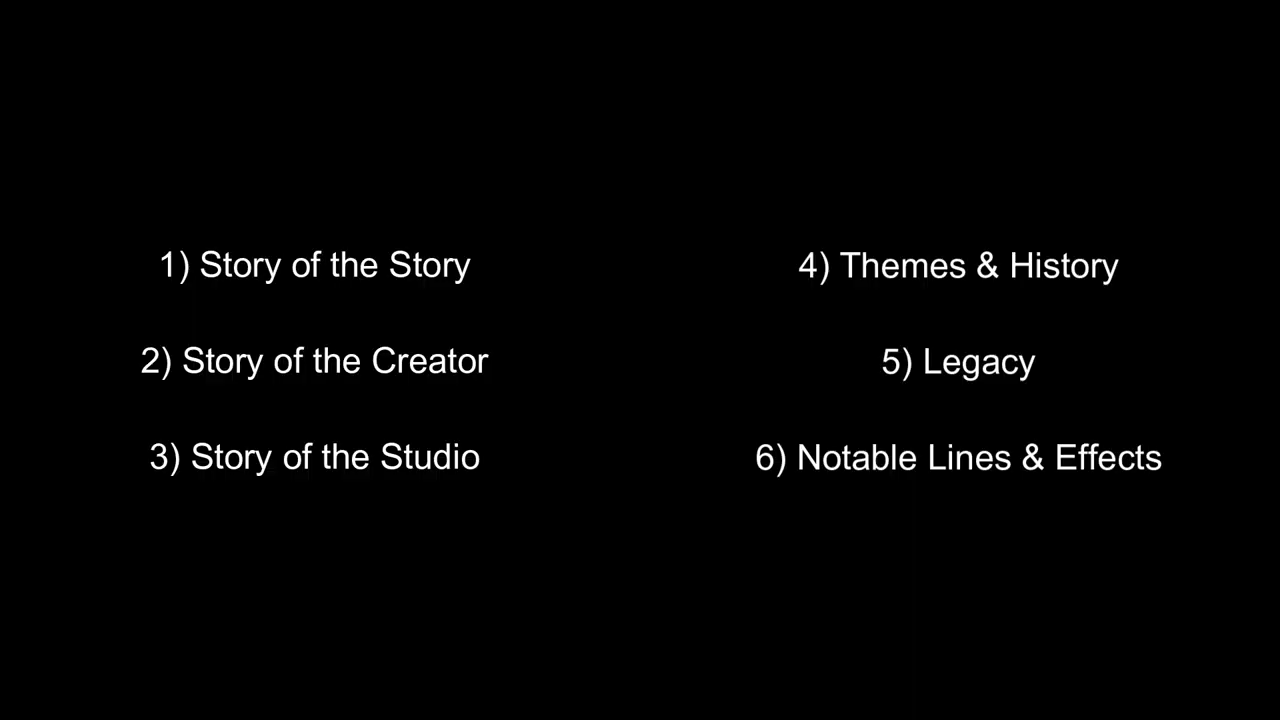 1) Story of the Story
2) Story of the Creator
3) Story of the Studio
4) Themes & History
5) Legacy
6) Notable Lines & Effects